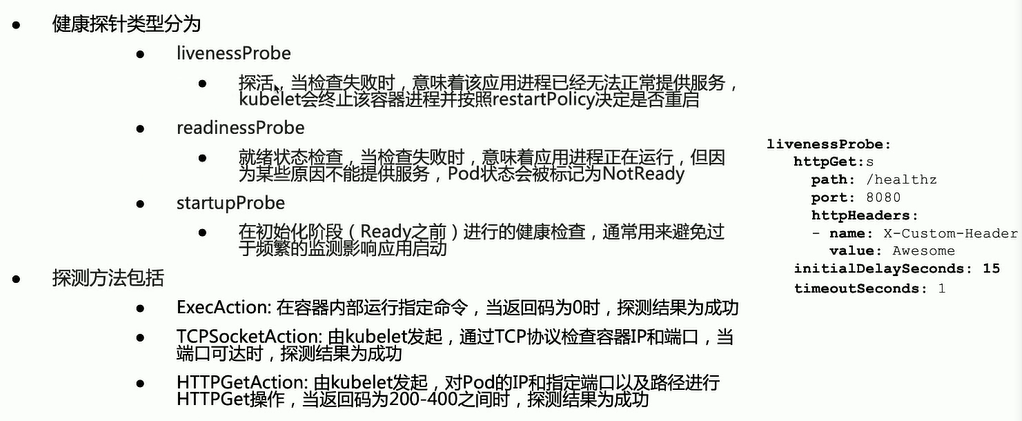 健康探针类型分为
livenessProbe
探活，当检查失败时，意味着该应用进程已经无法正常提供服务，
kubelet会终止该容器进程并按照restartPolicy决定是否重启
readinessProbe
就绪状态检查，当检查失败时，意味着应用进程正在运行，但因
为某些原因不能提供服务，Pod状态会被标记为NotReady
startupProbe
在初始化阶段（Ready之前）进行的健康检查，通常用来避免过
于频繁的监测影响应用启动
探测方法包括
ExecAction: 在容器内部运行指定命令，当返回码为0时，探测结果为成功
TCPSocketAction: 由kubelet发起，通过TCP协议检查容器IP和端口，当
端口可达时，探测结果为成功
HTTPGetAction: 由kubelet发起，对Pod的IP和指定端口以及路径进行
HTTPGet操作，当返回码为200-400之间时，探测结果为成功
livenessProbe:
httpGet:s
path: /healthz
port: 8080
httpHeaders:
- name: X-Custom-Header
value: Awesome
initialDelaySeconds: 15
timeoutSeconds: 1